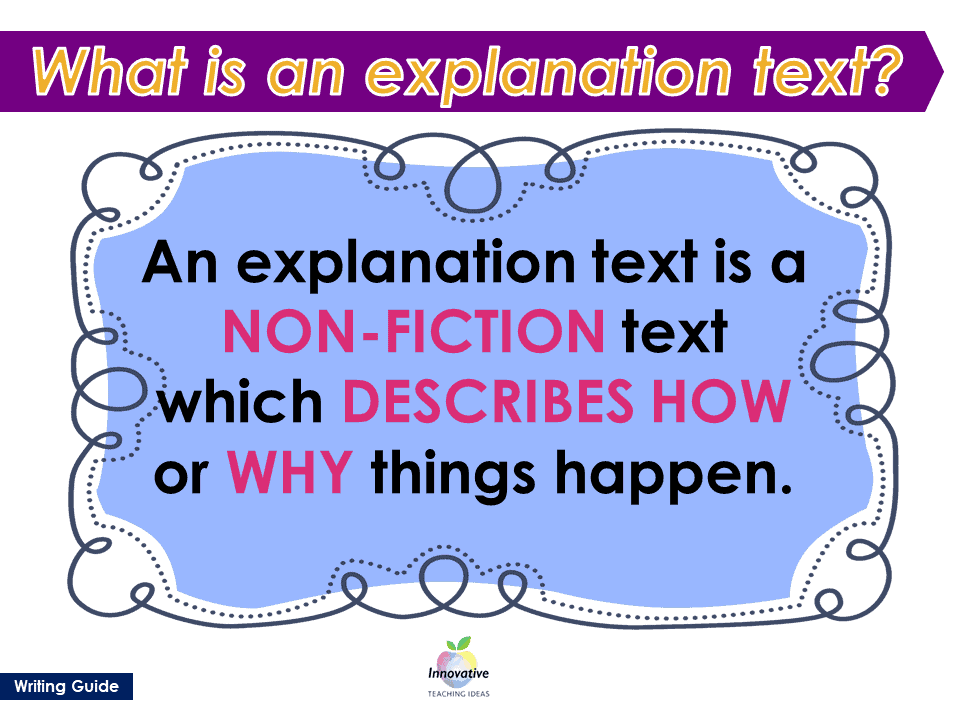 What is an explanation text?
An explanation text is a
NON-FICTION text
which DESCRIBES HOW
or WHY things happen.
Innovative
TEACHING IDEAS
Writing Guide